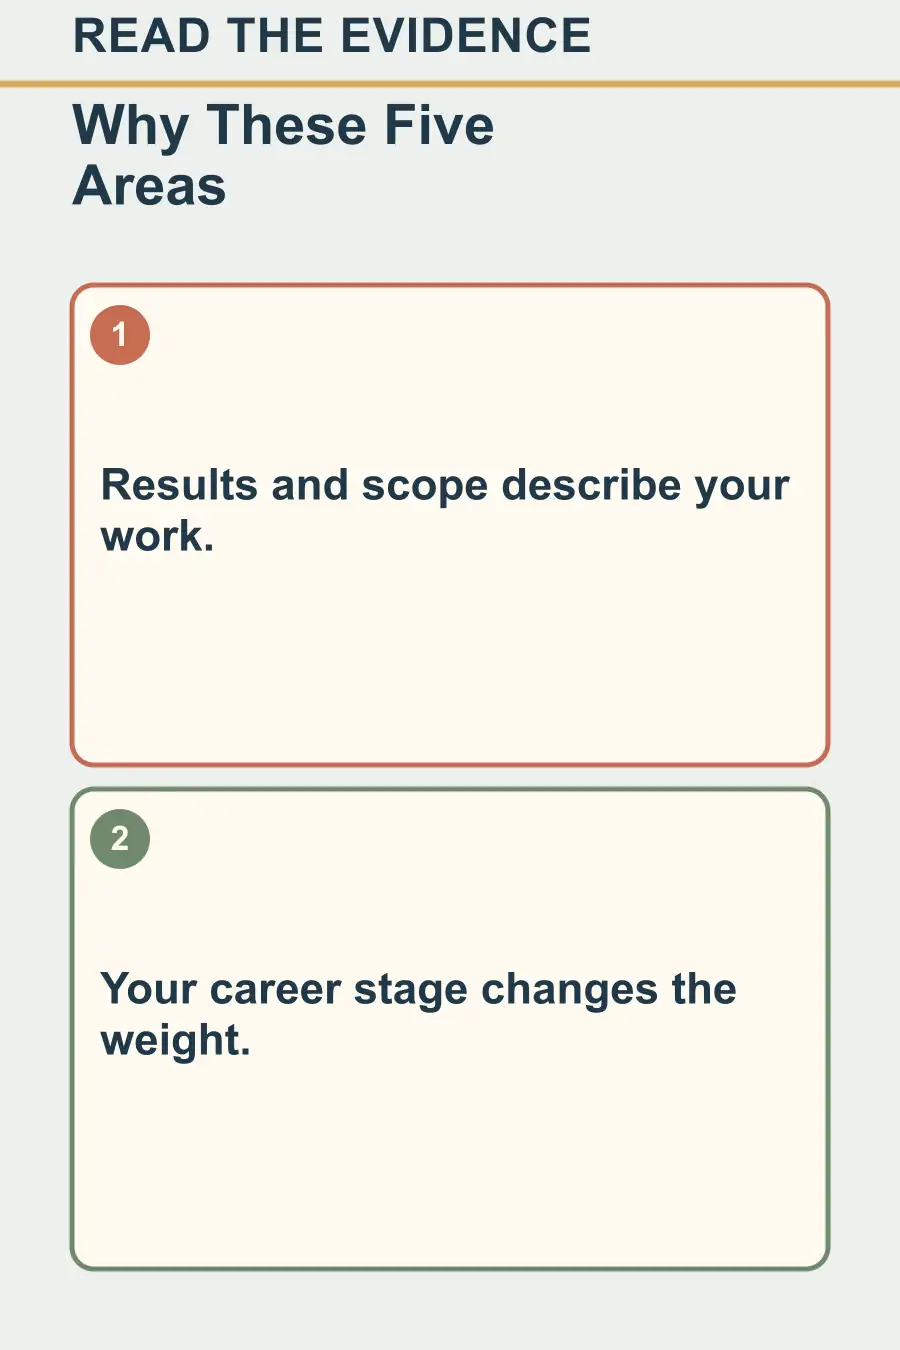 READ THE EVIDENCE
Why These Five
Areas
1
Results and scope describe your
work.
2
Your career stage changes the
weight.